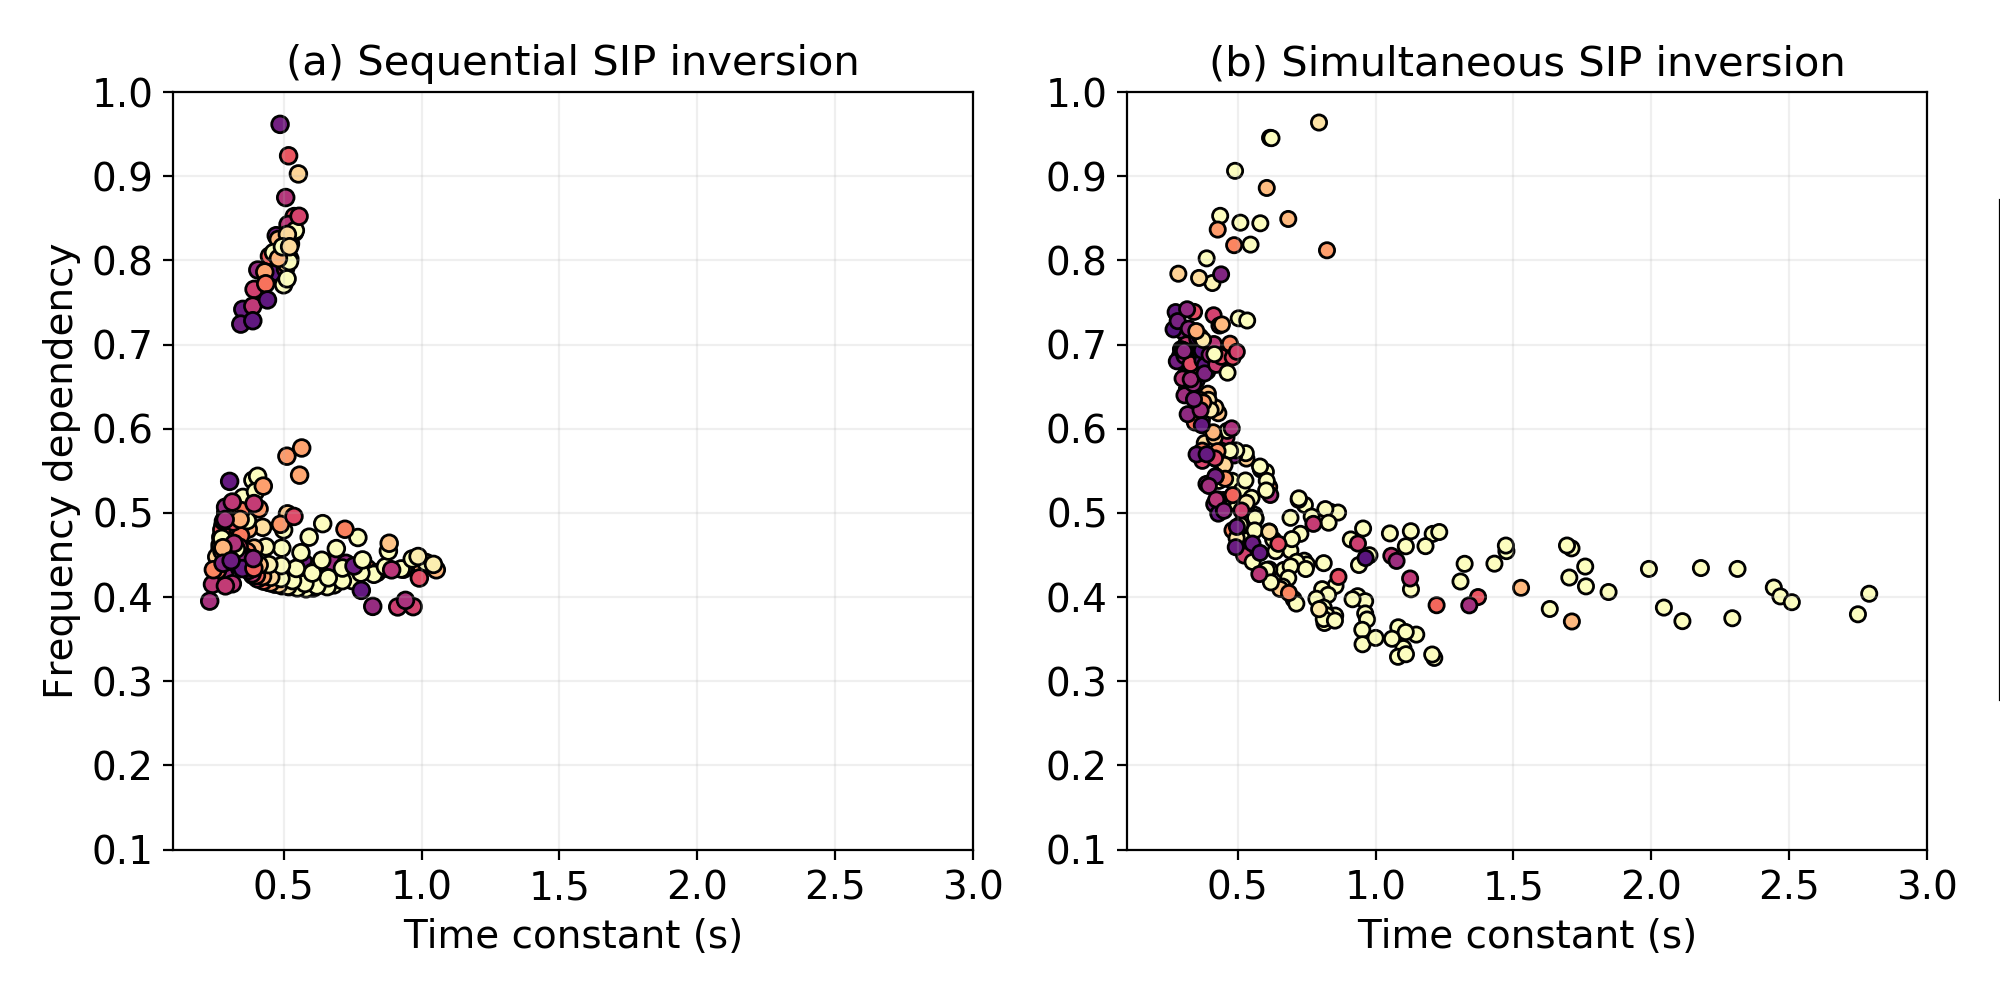 (a) Sequential SIP inversion
1.0
0.9
0.8
0.7
0.6
0.5
0.4
0.3
0.2
0.1
Frequency dependency
0.5 1.0 1.5 2.0 2.5 3.0
Time constant (s)
(b) Simultaneous SIP inversion
1.0
0.9
0.8
0.7
0.6
0.5
0.4
0.3
0.2
0.1
0.5 1.0 1.5 2.0 2.5 3.0
Time constant (s)